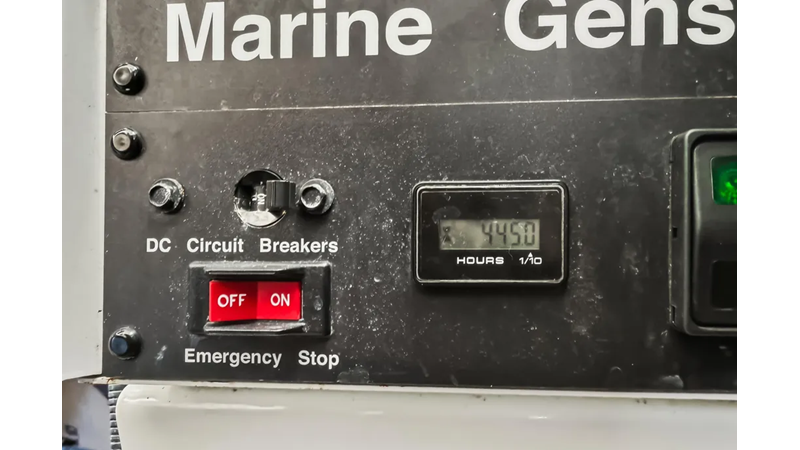 Marine Gens
DC Circuit Breakers
OFF ON
Emergency Stop
4450
HOURS 1/10